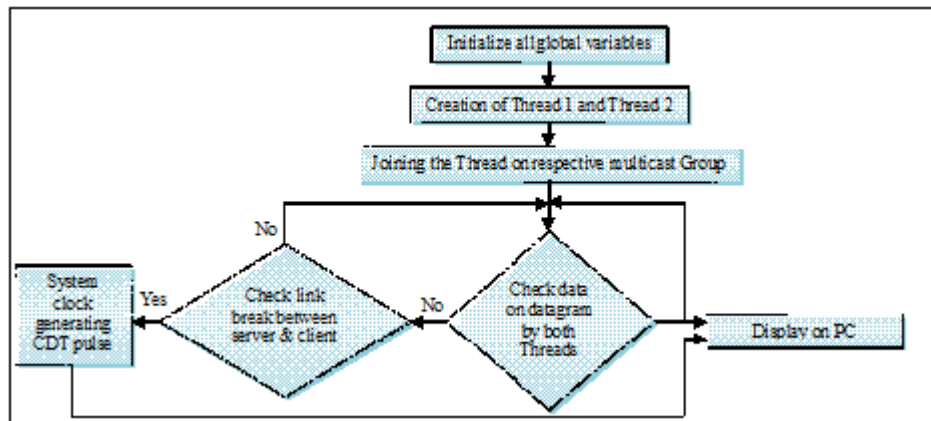 Initialize all global variables
Creation of Thread 1 and Thread 2
Joining the Thread on respective multicast Group
No
System
clock
generating
CDT pulse
Yes
Check link
break between
server & client
No
Check data
on datagram
by both
Threads
Display on PC